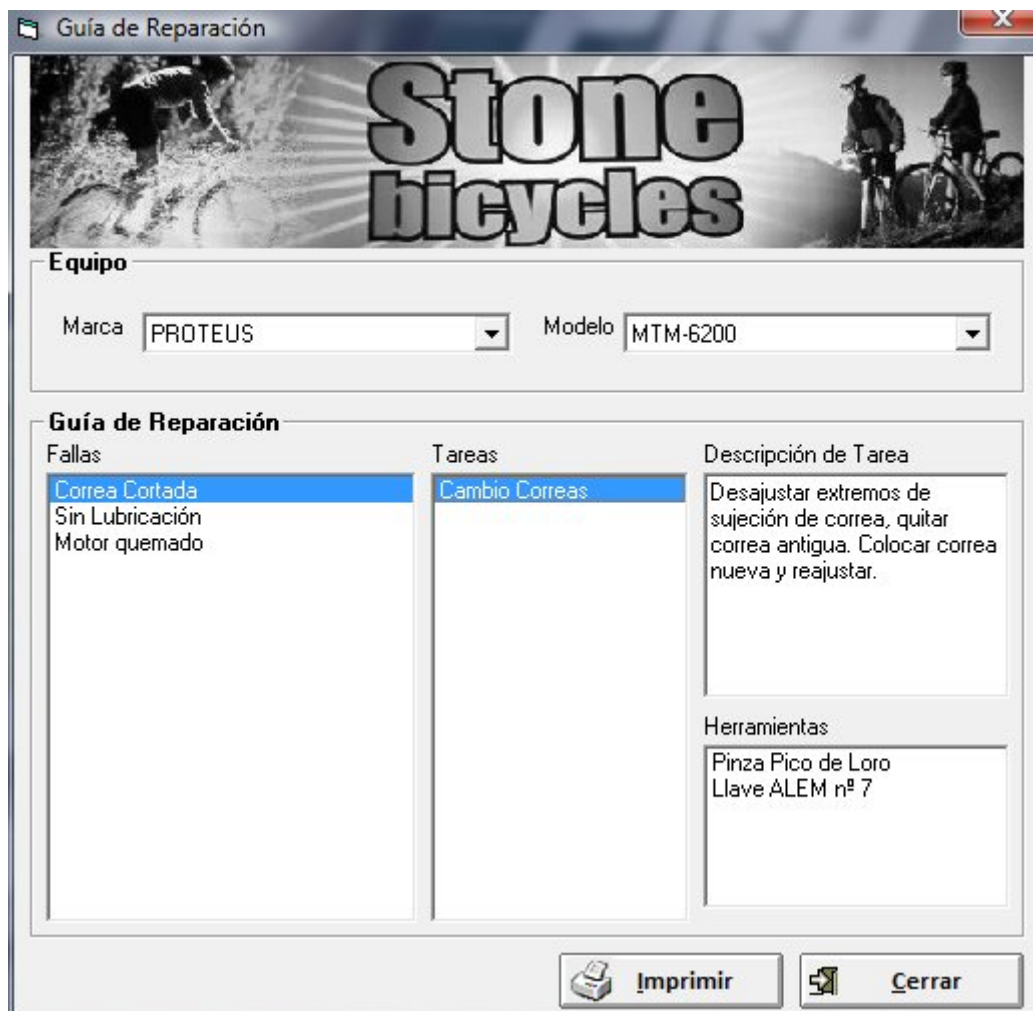 Guía de Reparación
Stone
bicycles
Equipo
Marca PROTEUS Modelo MTM-6200
Guía de Reparación
Fallas
Correa Cortada
Sin Lubricación
Motor quemado
Tareas
Cambio Correas
Descripción de Tarea
Desajustar extremos de
sujeción de correa, quitar
correa antigua. Colocar correa
nueva y reajustar.
Herramientas
Pinza Pico de Loro
Llave ALEM nº 7
Imprimir
Cerrar